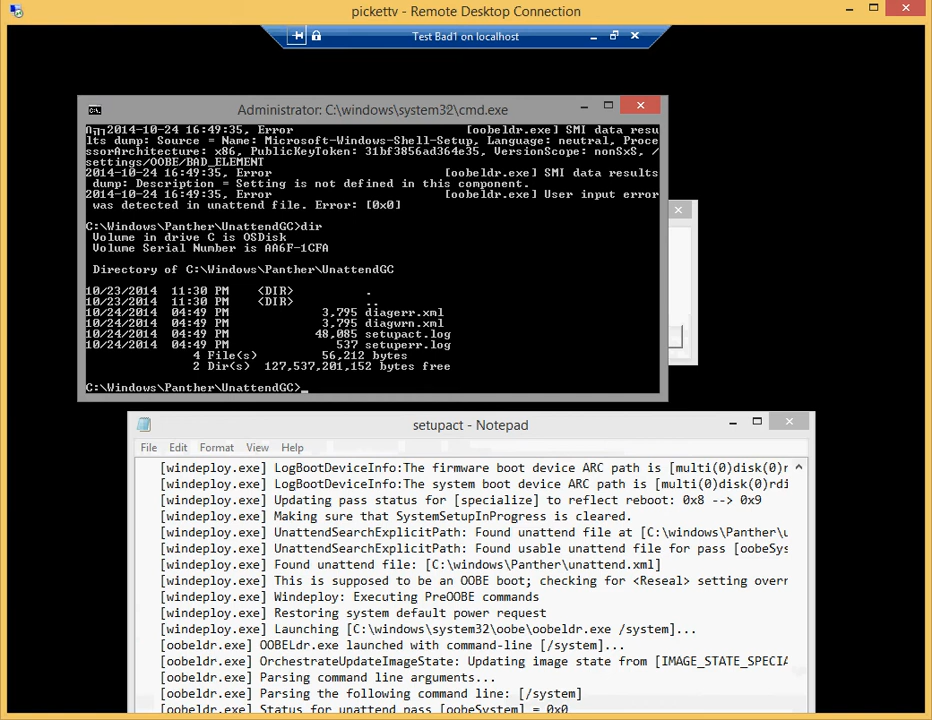 pickettv - Remote Desktop Connection
Test Bad1 on localhost
Administrator: C:\windows\system32\cmd.exe
2014-10-24 16:49:35, Error [oobeldr.exe] SMI data resu
lts dump: Source = Name: Microsoft-Windows-Shell-Setup, Language: neutral, Proce
ssorArchitecture: x86, PublicKeyToken: 31bf3856ad364e35, VersionScope: nonSxS, /
settings/OOBE/BAD_ELEMENT
2014-10-24 16:49:35, Error [oobeldr.exe] SMI data results
dump: Description = Setting is not defined in this component.
2014-10-24 16:49:35, Error [oobeldr.exe] User input error
was detected in unattend file. Error: [0x0]
C:\Windows\Panther\UnattendGC>dir
Volume in drive C is OSDisk
Volume Serial Number is AA6F-1CFA
Directory of C:\Windows\Panther\UnattendGC
10/23/2014 11:30 PM <DIR> .
10/23/2014 11:30 PM <DIR> ..
10/24/2014 04:49 PM 3,795 diagerr.xml
10/24/2014 04:49 PM 3,795 diagwrn.xml
10/24/2014 04:49 PM 48,085 setupact.log
10/24/2014 04:49 PM 537 setuperr.log
4 File(s) 56,212 bytes
2 Dir(s) 127,537,201,152 bytes free
C:\Windows\Panther\UnattendGC>_
setupact - Notepad
File Edit Format View Help
[windeploy.exe] LogBootDeviceInfo:The firmware boot device ARC path is [multi(0)disk(0)r
[windeploy.exe] LogBootDeviceInfo:The system boot device ARC path is [multi(0)disk(0)rdi
[windeploy.exe] Updating pass status for [specialize] to reflect reboot: 0x8 --> 0x9
[windeploy.exe] Making sure that SystemSetupInProgress is cleared.
[windeploy.exe] UnattendSearchExplicitPath: Found unattend file at [C:\windows\Panther\u
[windeploy.exe] UnattendSearchExplicitPath: Found usable unattend file for pass [oobeSys
[windeploy.exe] Found unattend file: [C:\windows\Panther\unattend.xml]
[windeploy.exe] This is supposed to be an OOBE boot; checking for <Reseal> setting overr
[windeploy.exe] Windeploy: Executing PreOOBE commands
[windeploy.exe] Restoring system default power request
[windeploy.exe] Launching [C:\windows\system32\oobe\oobeldr.exe /system]...
[oobeldr.exe] OOBELdr.exe launched with command-line [/system]...
[oobeldr.exe] OrchestrateUpdateImageState: Updating image state from [IMAGE_STATE_SPECIA
[oobeldr.exe] Parsing command line arguments...
[oobeldr.exe] Parsing the following command line: [/system]
[oobeldr.exe] Status for unattend pass [oobeSystem] = 0x0